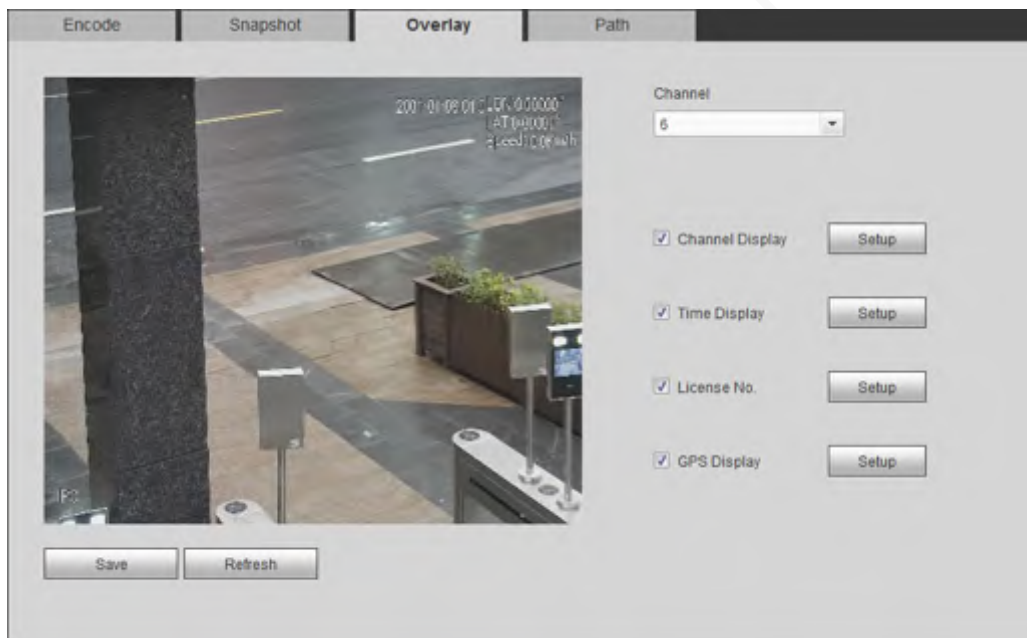 Encode
Snapshot
Overlay
Path
Channel
6
Channel Display
Setup
Time Display
Setup
License No.
Setup
GPS Display
Setup
Save
Refresh